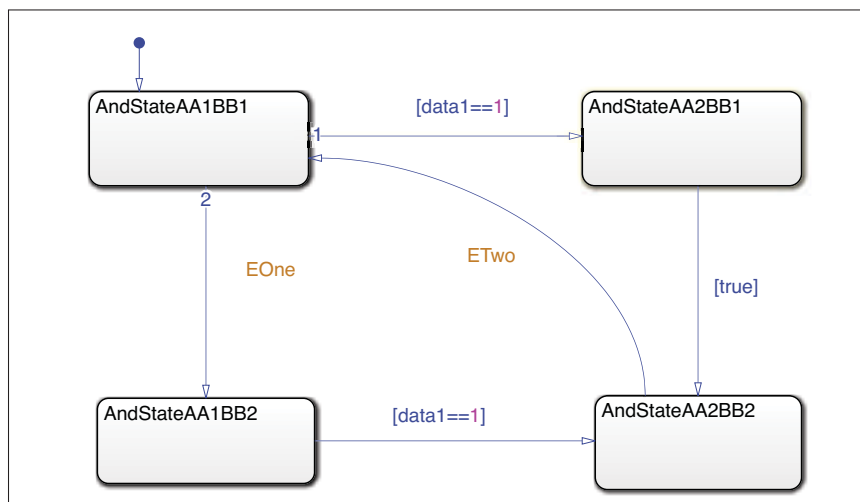 AndStateAA1BB1
[data1==1]
AndStateAA2BB1
1
2
EOne
ETwo
[true]
AndStateAA1BB2
[data1==1]
AndStateAA2BB2